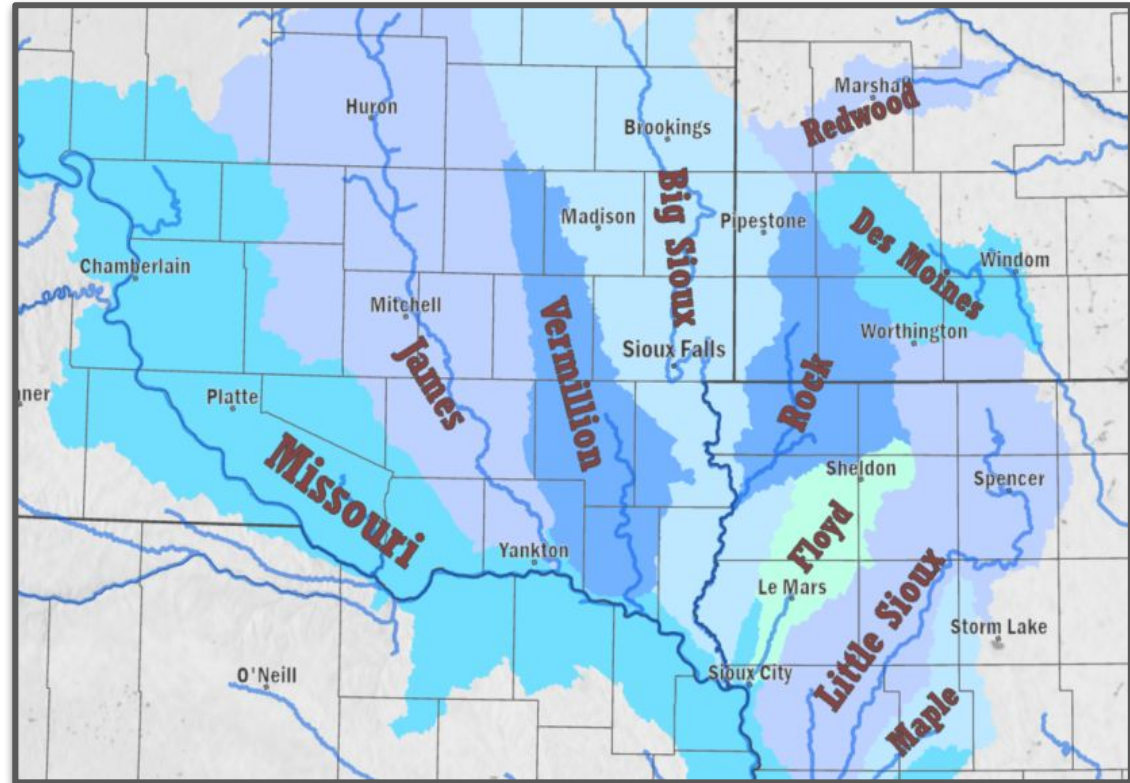 Marshall
Redwood
Huron
Brookings
Big Sioux
Madison
Pipestone
Des Moines
Windom
Chamberlain
Mitchell
Vermillion
Worthington
James
Sioux Falls
Rock
ner
Platte
Missouri
Sheldon
Spencer
Floyd
Yankton
Le Mars
Little Sioux
Storm Lake
O'Neill
Sioux City
Maple